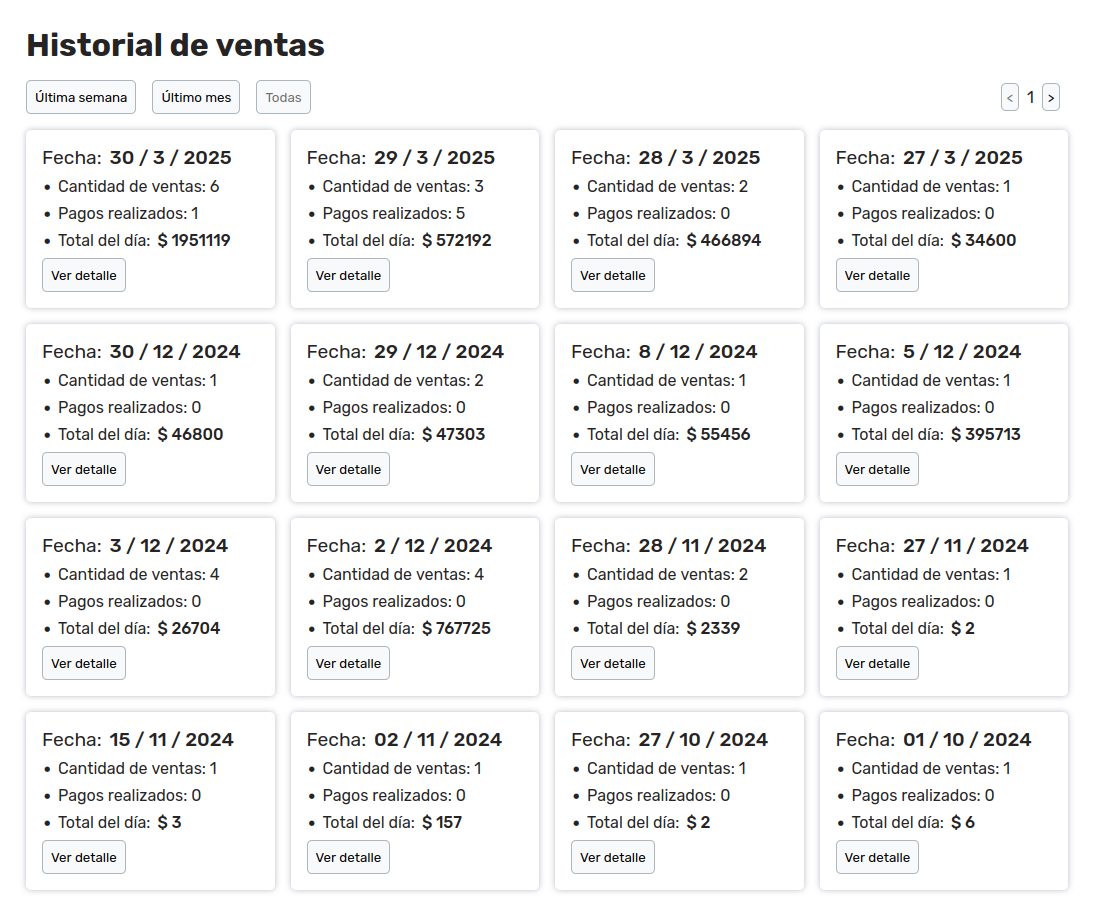 Historial de ventas
Última semana
Último mes
Todas
< 1 >
Fecha: 30 / 3 / 2025
• Cantidad de ventas: 6
• Pagos realizados: 1
• Total del día: $ 1951119
Ver detalle
Fecha: 29 / 3 / 2025
• Cantidad de ventas: 3
• Pagos realizados: 5
• Total del día: $ 572192
Ver detalle
Fecha: 28 / 3 / 2025
• Cantidad de ventas: 2
• Pagos realizados: 0
• Total del día: $ 466894
Ver detalle
Fecha: 27 / 3 / 2025
• Cantidad de ventas: 1
• Pagos realizados: 0
• Total del día: $ 34600
Ver detalle
Fecha: 30 / 12 / 2024
• Cantidad de ventas: 1
• Pagos realizados: 0
• Total del día: $ 46800
Ver detalle
Fecha: 29 / 12 / 2024
• Cantidad de ventas: 2
• Pagos realizados: 0
• Total del día: $ 47303
Ver detalle
Fecha: 8 / 12 / 2024
• Cantidad de ventas: 1
• Pagos realizados: 0
• Total del día: $ 55456
Ver detalle
Fecha: 5 / 12 / 2024
• Cantidad de ventas: 1
• Pagos realizados: 0
• Total del día: $ 395713
Ver detalle
Fecha: 3 / 12 / 2024
• Cantidad de ventas: 4
• Pagos realizados: 0
• Total del día: $ 26704
Ver detalle
Fecha: 2 / 12 / 2024
• Cantidad de ventas: 4
• Pagos realizados: 0
• Total del día: $ 767725
Ver detalle
Fecha: 28 / 11 / 2024
• Cantidad de ventas: 2
• Pagos realizados: 0
• Total del día: $ 2339
Ver detalle
Fecha: 27 / 11 / 2024
• Cantidad de ventas: 1
• Pagos realizados: 0
• Total del día: $ 2
Ver detalle
Fecha: 15 / 11 / 2024
• Cantidad de ventas: 1
• Pagos realizados: 0
• Total del día: $ 3
Ver detalle
Fecha: 02 / 11 / 2024
• Cantidad de ventas: 1
• Pagos realizados: 0
• Total del día: $ 157
Ver detalle
Fecha: 27 / 10 / 2024
• Cantidad de ventas: 1
• Pagos realizados: 0
• Total del día: $ 2
Ver detalle
Fecha: 01 / 10 / 2024
• Cantidad de ventas: 1
• Pagos realizados: 0
• Total del día: $ 6
Ver detalle